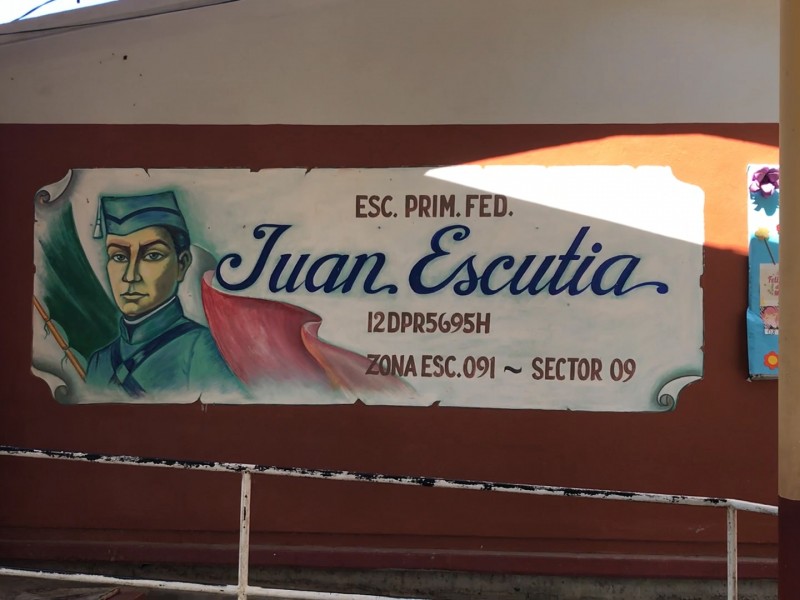 ESC. PRIM. FED.
Juan Escutia
12DPR5695H
ZONA ESC. 091 ~ SECTOR 09